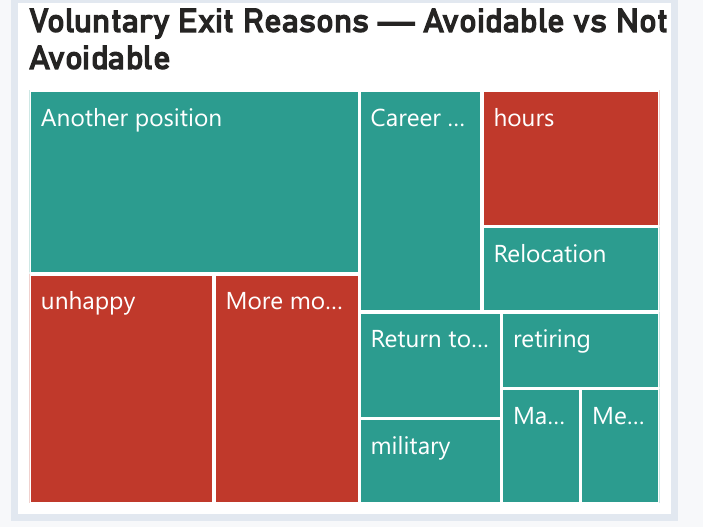 Voluntary Exit Reasons — Avoidable vs Not
Avoidable
Another position
Career ...
hours
Relocation
unhappy
More mo...
Return to...
retiring
Ma...
Me...
military